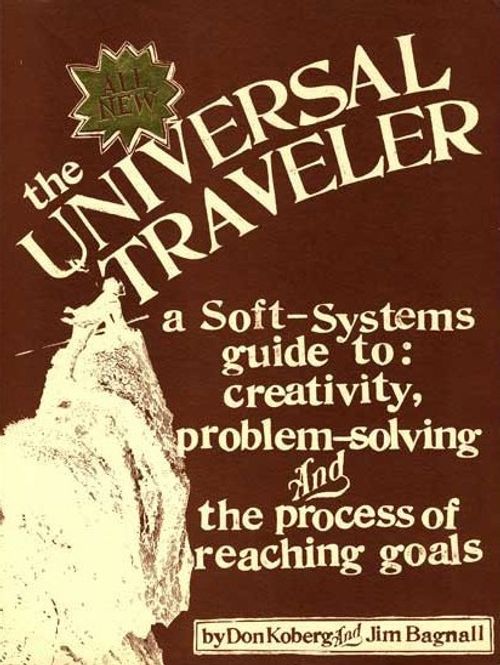 ALL
NEW
the
UNIVERSAL
TRAVELER
a Soft-Systems
guide to:
creativity,
problem-solving
And
the process of
reaching goals
by Don Koberg And Jim Bagnall